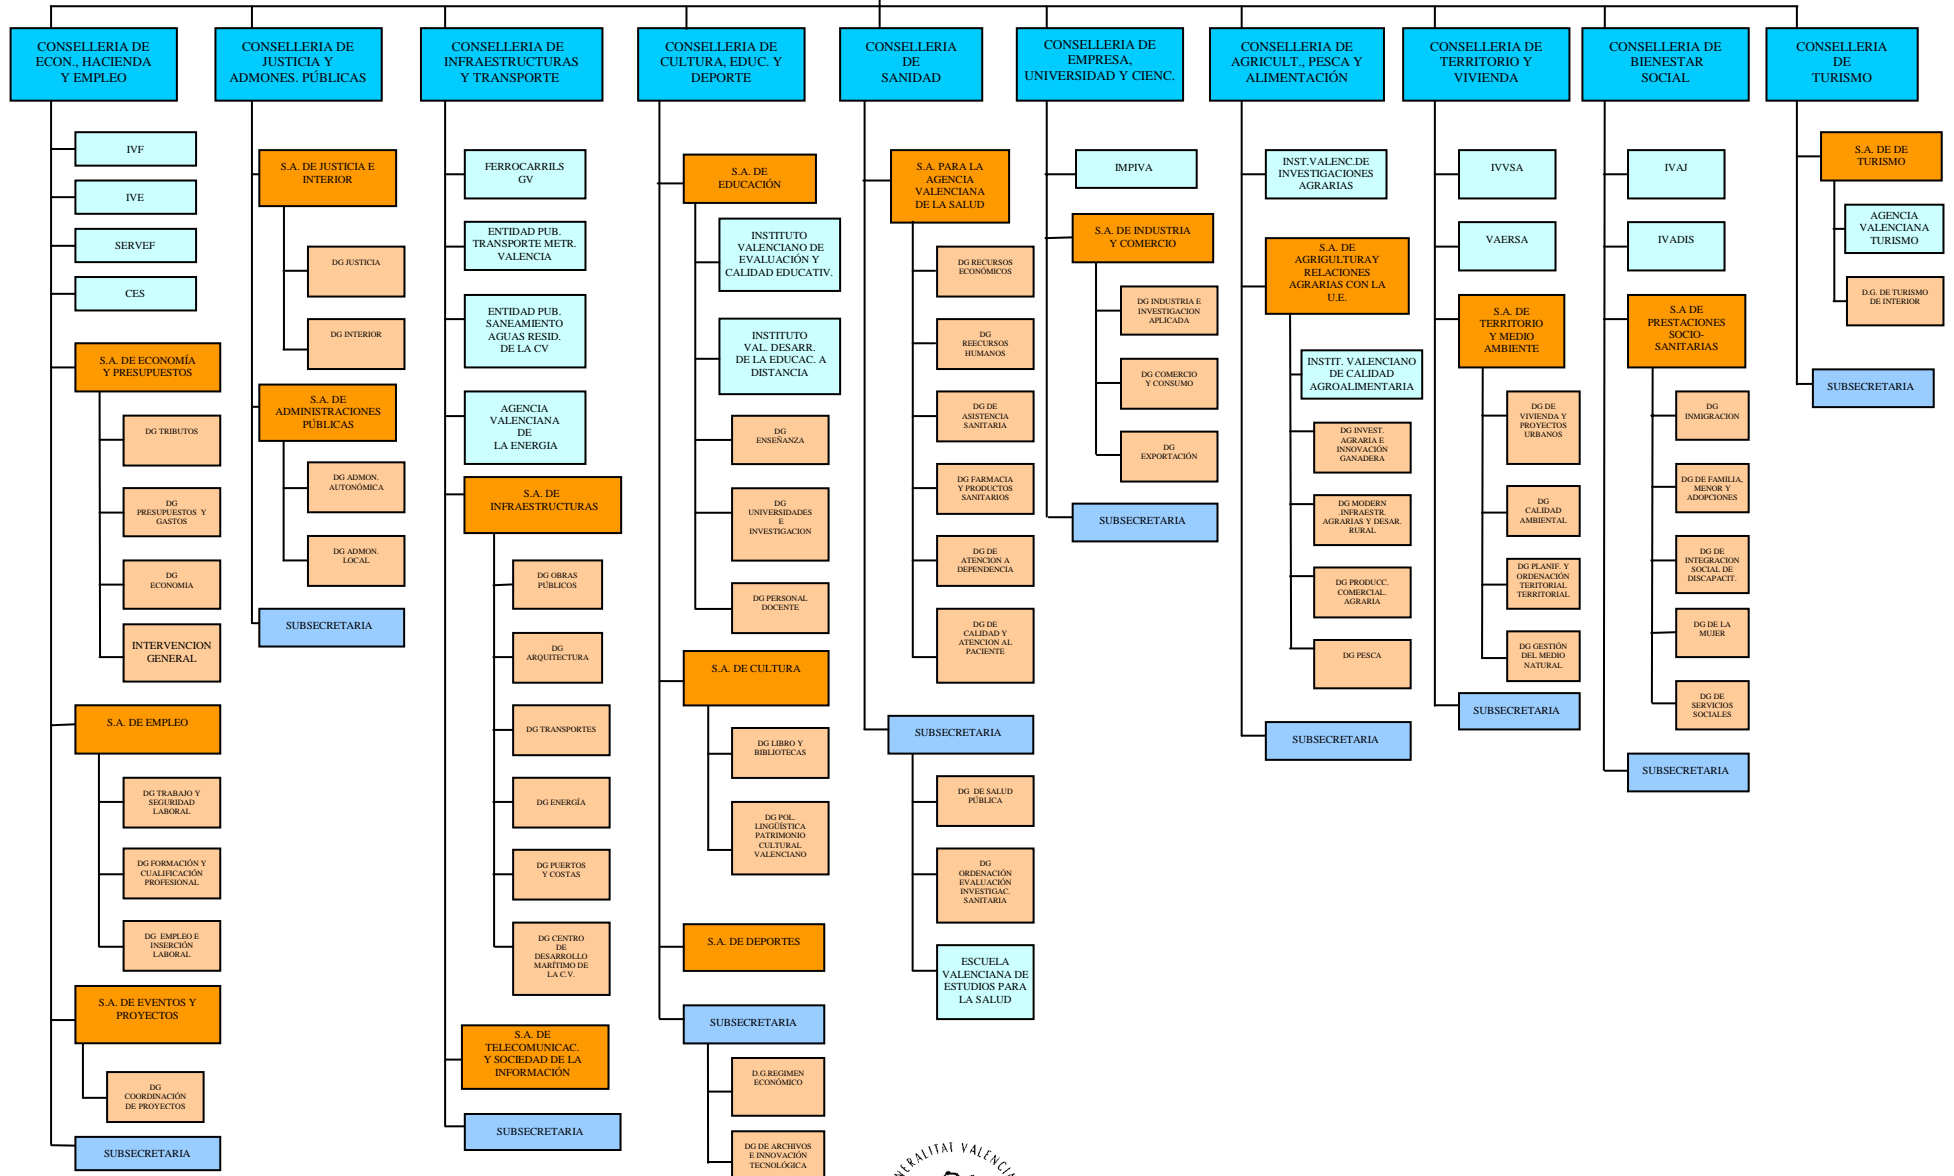 CONSELLERIA DE
ECON., HACIENDA
Y EMPLEO
IVF
IVE
SERVEF
CES
S.A. DE ECONOMÍA
Y PRESUPUESTOS
DG TRIBUTOS
DG
PRESUPUESTOS Y
GASTOS
DG
ECONOMIA
INTERVENCION
GENERAL
S.A. DE EMPLEO
DG TRABAJO Y
SEGURIDAD
LABORAL
DG FORMACIÓN Y
CUALIFICACIÓN
PROFESIONAL
DG EMPLEO E
INSERCIÓN
LABORAL
S.A. DE EVENTOS Y
PROYECTOS
DG
COORDINACIÓN
DE PROYECTOS
SUBSECRETARIA
CONSELLERIA DE
JUSTICIA Y
ADMONES. PÚBLICAS
S.A. DE JUSTICIA E
INTERIOR
DG JUSTICIA
DG INTERIOR
S.A. DE
ADMINISTRACIONES
PÚBLICAS
DG ADMON.
AUTONÓMICA
DG ADMON.
LOCAL
SUBSECRETARIA
CONSELLERIA DE
INFRAESTRUCTURAS
Y TRANSPORTE
FERROCARRILS
GV
ENTIDAD PUB.
TRANSPORTE METR.
VALENCIA
ENTIDAD PUB.
SANEAMIENTO
AGUAS RESID.
DE LA CV
AGENCIA
VALENCIANA
DE
LA ENERGIA
S.A. DE
INFRAESTRUCTURAS
DG OBRAS
PÚBLICOS
DG
ARQUITECTURA
DG TRANSPORTES
DG ENERGÍA
DG PUERTOS
Y COSTAS
DG CENTRO
DE
DESARROLLO
MARÍTIMO DE
LA C.V.
S.A. DE
TELECOMUNICAC.
Y SOCIEDAD DE LA
INFORMACIÓN
SUBSECRETARIA
CONSELLERIA DE
CULTURA, EDUC. Y
DEPORTE
S.A. DE
EDUCACIÓN
INSTITUTO
VALENCIANO DE
EVALUACIÓN Y
CALIDAD EDUCATIV.
INSTITUTO
VAL. DESARR.
DE LA EDUCAC. A
DISTANCIA
DG
ENSEÑANZA
DG
UNIVERSIDADES
E
INVESTIGACION
DG PERSONAL
DOCENTE
S.A. DE CULTURA
DG LIBRO Y
BIBLIOTECAS
DG POL.
LINGÜÍSTICA
PATRIMONIO
CULTURAL
VALENCIANO
S.A. DE DEPORTES
SUBSECRETARIA
D.G.REGIMEN
ECONÓMICO
DG DE ARCHIVOS
E INNOVACIÓN
TECNOLÓGICA
CONSELLERIA
DE
SANIDAD
S.A. PARA LA
AGENCIA
VALENCIANA
DE LA SALUD
DG RECURSOS
ECONÓMICOS
DG
REECURSOS
HUMANOS
DG DE
ASISTENCIA
SANITARIA
DG FARMACIA
Y PRODUCTOS
SANITARIOS
DG DE
ATENCION A
DEPENDENCIA
DG DE
CALIDAD Y
ATENCION AL
PACIENTE
SUBSECRETARIA
DG DE SALUD
PÚBLICA
DG
ORDENACIÓN
EVALUACIÓN
INVESTIGAC.
SANITARIA
ESCUELA
VALENCIANA DE
ESTUDIOS PARA
LA SALUD
CONSELLERIA DE
EMPRESA,
UNIVERSIDAD Y CIENC.
IMPIVA
S.A. DE INDUSTRIA
Y COMERCIO
DG INDUSTRIA E
INVESTIGACION
APLICADA
DG COMERCIO
Y CONSUMO
DG
EXPORTACIÓN
SUBSECRETARIA
CONSELLERIA DE
AGRICULT., PESCA Y
ALIMENTACIÓN
INST.VALENC.DE
INVESTIGACIONES
AGRARIAS
S.A. DE
AGRIGULTURAY
RELACIONES
AGRARIAS CON LA
U.E.
INSTIT. VALENCIANO
DE CALIDAD
AGROALIMENTARIA
DG INVEST.
AGRARIA E
INNOVACIÓN
GANADERA
DG MODERN
.INFRAESTR.
AGRARIAS Y DESAR.
RURAL
DG PRODUCC.
COMERCIAL.
AGRARIA
DG PESCA
SUBSECRETARIA
CONSELLERIA DE
TERRITORIO Y
VIVIENDA
IVVSA
VAERSA
S.A. DE
TERRITORIO
Y MEDIO
AMBIENTE
DG DE
VIVIENDA Y
PROYECTOS
URBANOS
DG
CALIDAD
AMBIENTAL
DG PLANIF. Y
ORDENACIÓN
TERITORIAL
TERRITORIAL
DG GESTIÓN
DEL MEDIO
NATURAL
SUBSECRETARIA
CONSELLERIA DE
BIENESTAR
SOCIAL
IVAJ
IVADIS
S.A DE
PRESTACIONES
SOCIO-
SANITARIAS
DG
INMIGRACION
DG DE FAMILIA,
MENOR Y
ADOPCIONES
DG DE
INTEGRACION
SOCIAL DE
DISCAPACIT.
DG DE LA
MUJER
DG DE
SERVICIOS
SOCIALES
SUBSECRETARIA
CONSELLERIA
DE
TURISMO
S.A. DE DE
TURISMO
AGENCIA
VALENCIANA
TURISMO
D.G. DE TURISMO
DE INTERIOR
SUBSECRETARIA